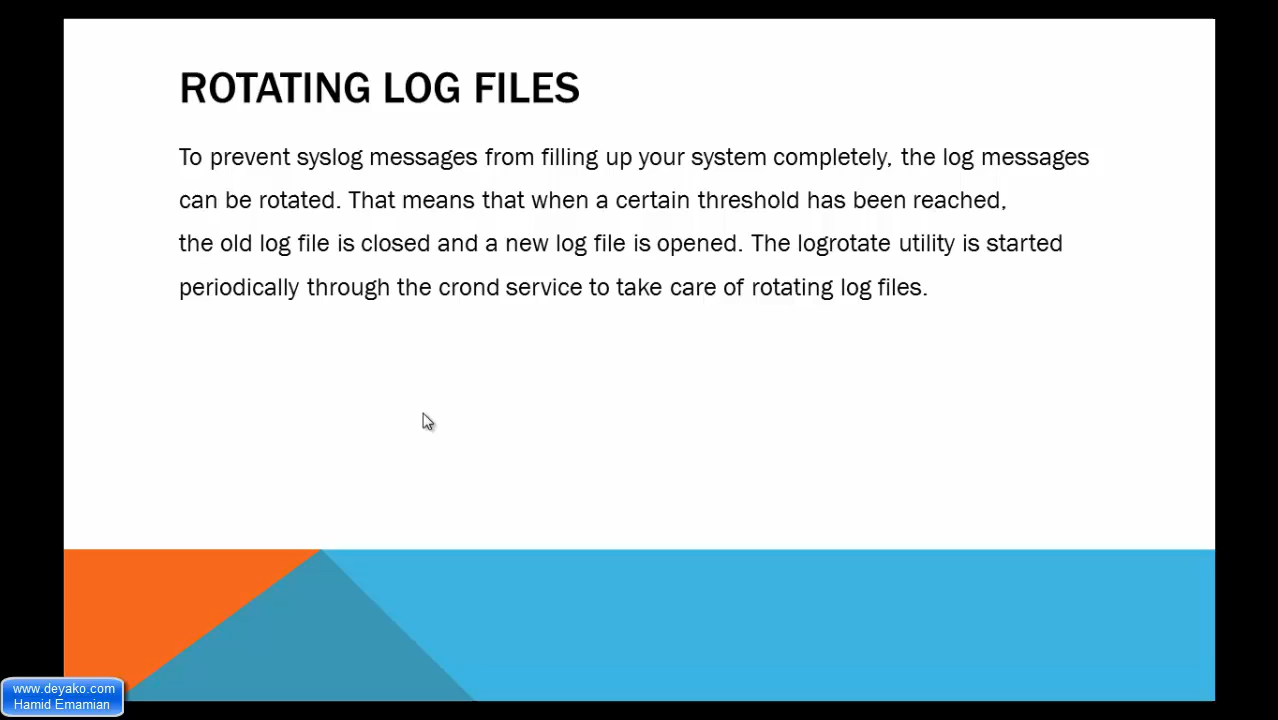 ROTATING LOG FILES
To prevent syslog messages from filling up your system completely, the log messages
can be rotated. That means that when a certain threshold has been reached,
the old log file is closed and a new log file is opened. The logrotate utility is started
periodically through the crond service to take care of rotating log files.
www.deyako.com
Hamid Emamian